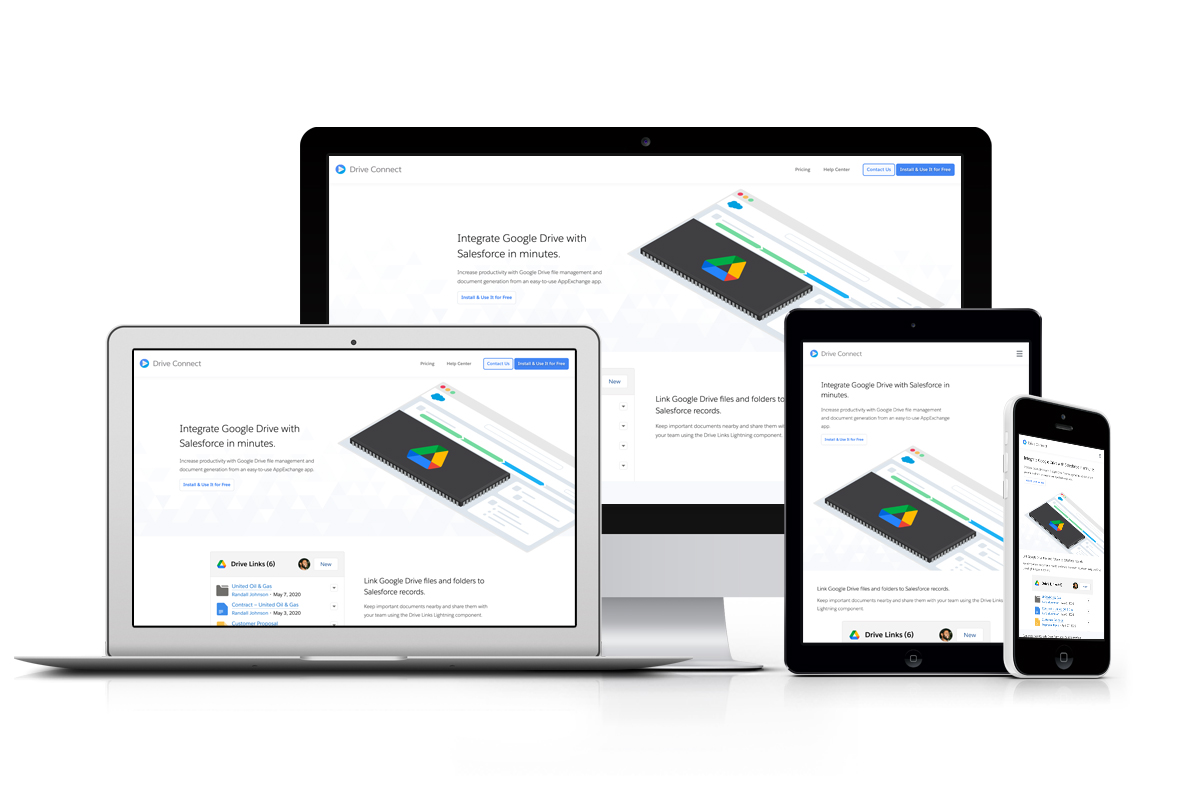 Drive Connect
Pricing
Help Center
Contact Us
Install & Use It for Free
Integrate Google Drive with
Salesforce in minutes.
Increase productivity with Google Drive file management and
document generation from an easy-to-use AppExchange app.
Install & Use It for Free
New
Link Google Drive files and folders to
Salesforce records.
Keep important documents nearby and share them
your team using the Drive Links Lightning component
Drive Connect
Pricing
Help Center
Contact Us
Install & Use It for Free
Integrate Google Drive with
Salesforce in minutes.
Increase productivity with Google Drive file management and
document generation from an easy-to-use AppExchange app.
Install & Use It for Free
Drive Links (6)
New
United Oil & Gas
Randall Johnson • May 7, 2020
Contract – United Oil & Gas
Randall Johnson • May 3, 2020
Customer Proposal
Link Google Drive files and folders to
Salesforce records.
Keep important documents nearby and share them with
your team using the Drive Links Lightning component.
Drive Connect
Integrate Google Drive with Salesforce in
minutes.
Increase productivity with Google Drive file management
and document generation from an easy-to-use AppExchange
app.
Install & Use It for Free
Link Google Drive files and folders to Salesforce records.
Keep important documents nearby and share them with your team using the Drive Links
Lightning component.
Drive Links (6)
New
Drive Connect
Integrate Google Drive with Salesforce in minutes.
Drive Links (6)